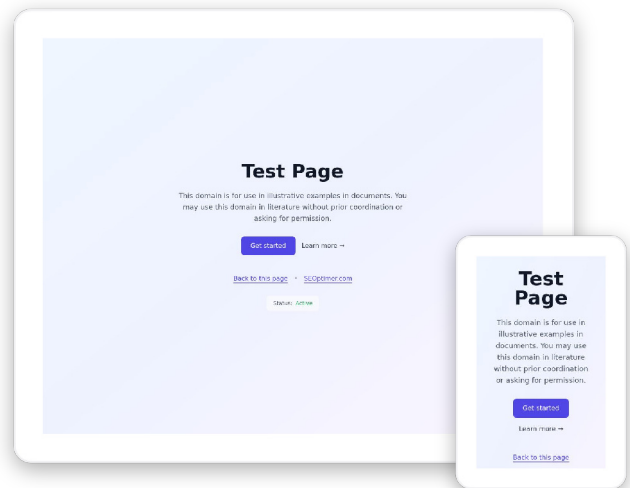 Test Page
This domain is for use in illustrative examples in documents. You
may use this domain in literature without prior coordination or
asking for permission.
Get started Learn more →
Back to this page • SEOptimer.com
Status: Active
Test
Page
This domain is for use in
illustrative examples in
documents. You may use
this domain in literature
without prior coordination
or asking for permission.
Get started
Learn more →
Back to this page